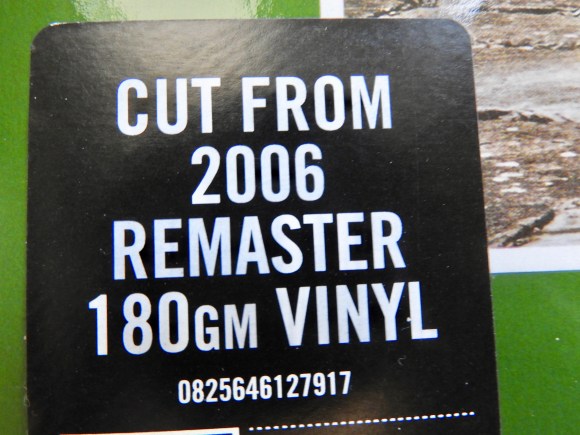 CUT FROM
2006
REMASTER
180GM VINYL
0825646127917